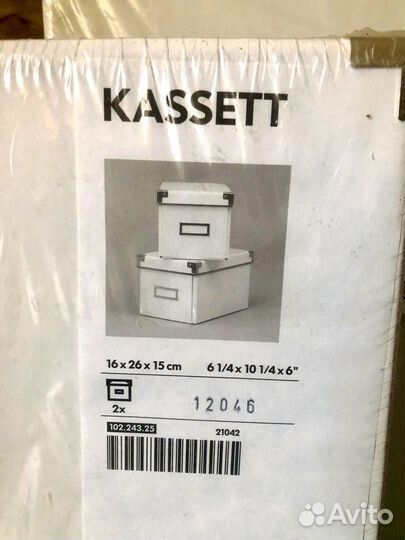 KASSETT
16 x 26 x 15 cm 6 1/4 x 10 1/4 x 6"
2x 12046
102.243.25 21042
Avito